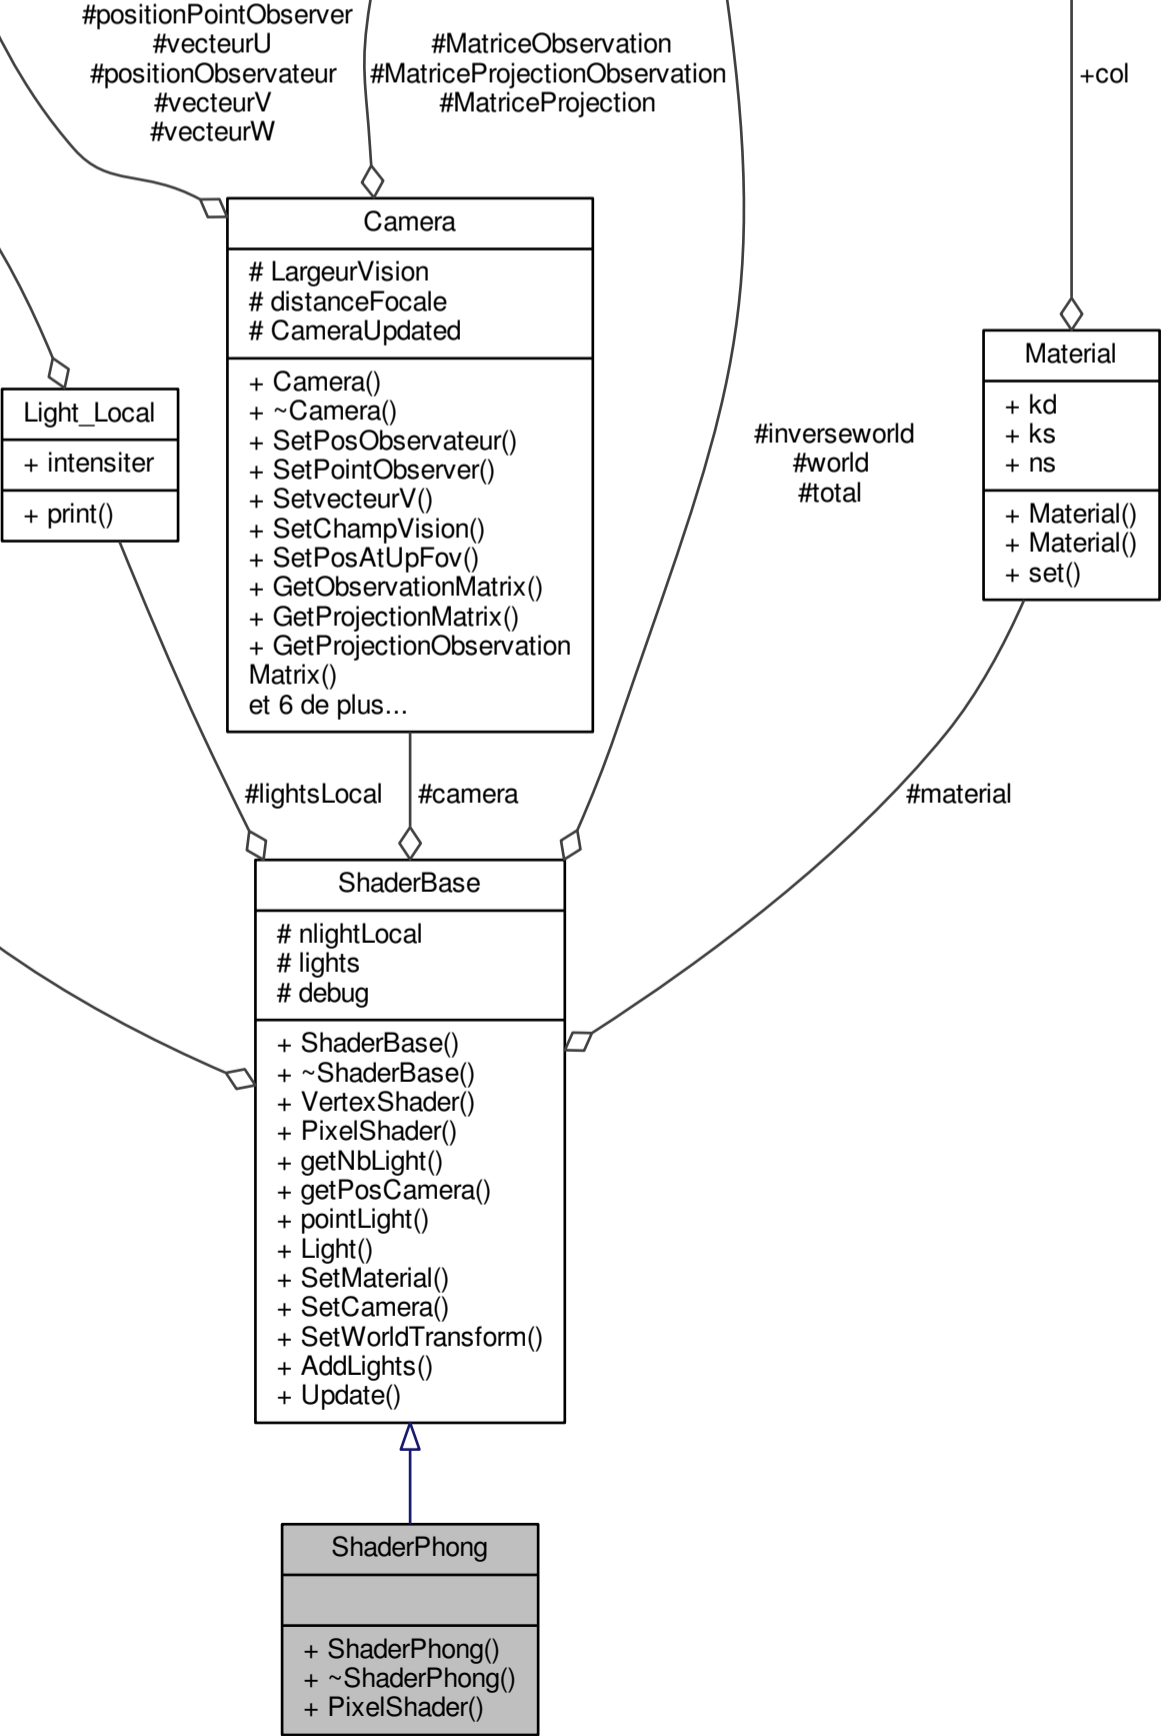 #positionPointObserver
#vecteurU
#positionObservateur
#vecteurV
#vecteurW
#MatriceObservation
#MatriceProjectionObservation
#MatriceProjection
+col
Camera
# LargeurVision
# distanceFocale
# CameraUpdated
+ Camera()
+ ~Camera()
+ SetPosObservateur()
+ SetPointObserver()
+ SetvecteurV()
+ SetChampVision()
+ SetPosAtUpFov()
+ GetObservationMatrix()
+ GetProjectionMatrix()
+ GetProjectionObservation
Matrix()
et 6 de plus...
Light_Local
+ intensiter
+ print()
#inverseworld
#world
#total
Material
+ kd
+ ks
+ ns
+ Material()
+ Material()
+ set()
#lightsLocal
#camera
#material
ShaderBase
# nlightLocal
# lights
# debug
+ ShaderBase()
+ ~ShaderBase()
+ VertexShader()
+ PixelShader()
+ getNbLight()
+ getPosCamera()
+ pointLight()
+ Light()
+ SetMaterial()
+ SetCamera()
+ SetWorldTransform()
+ AddLights()
+ Update()
ShaderPhong
+ ShaderPhong()
+ ~ShaderPhong()
+ PixelShader()